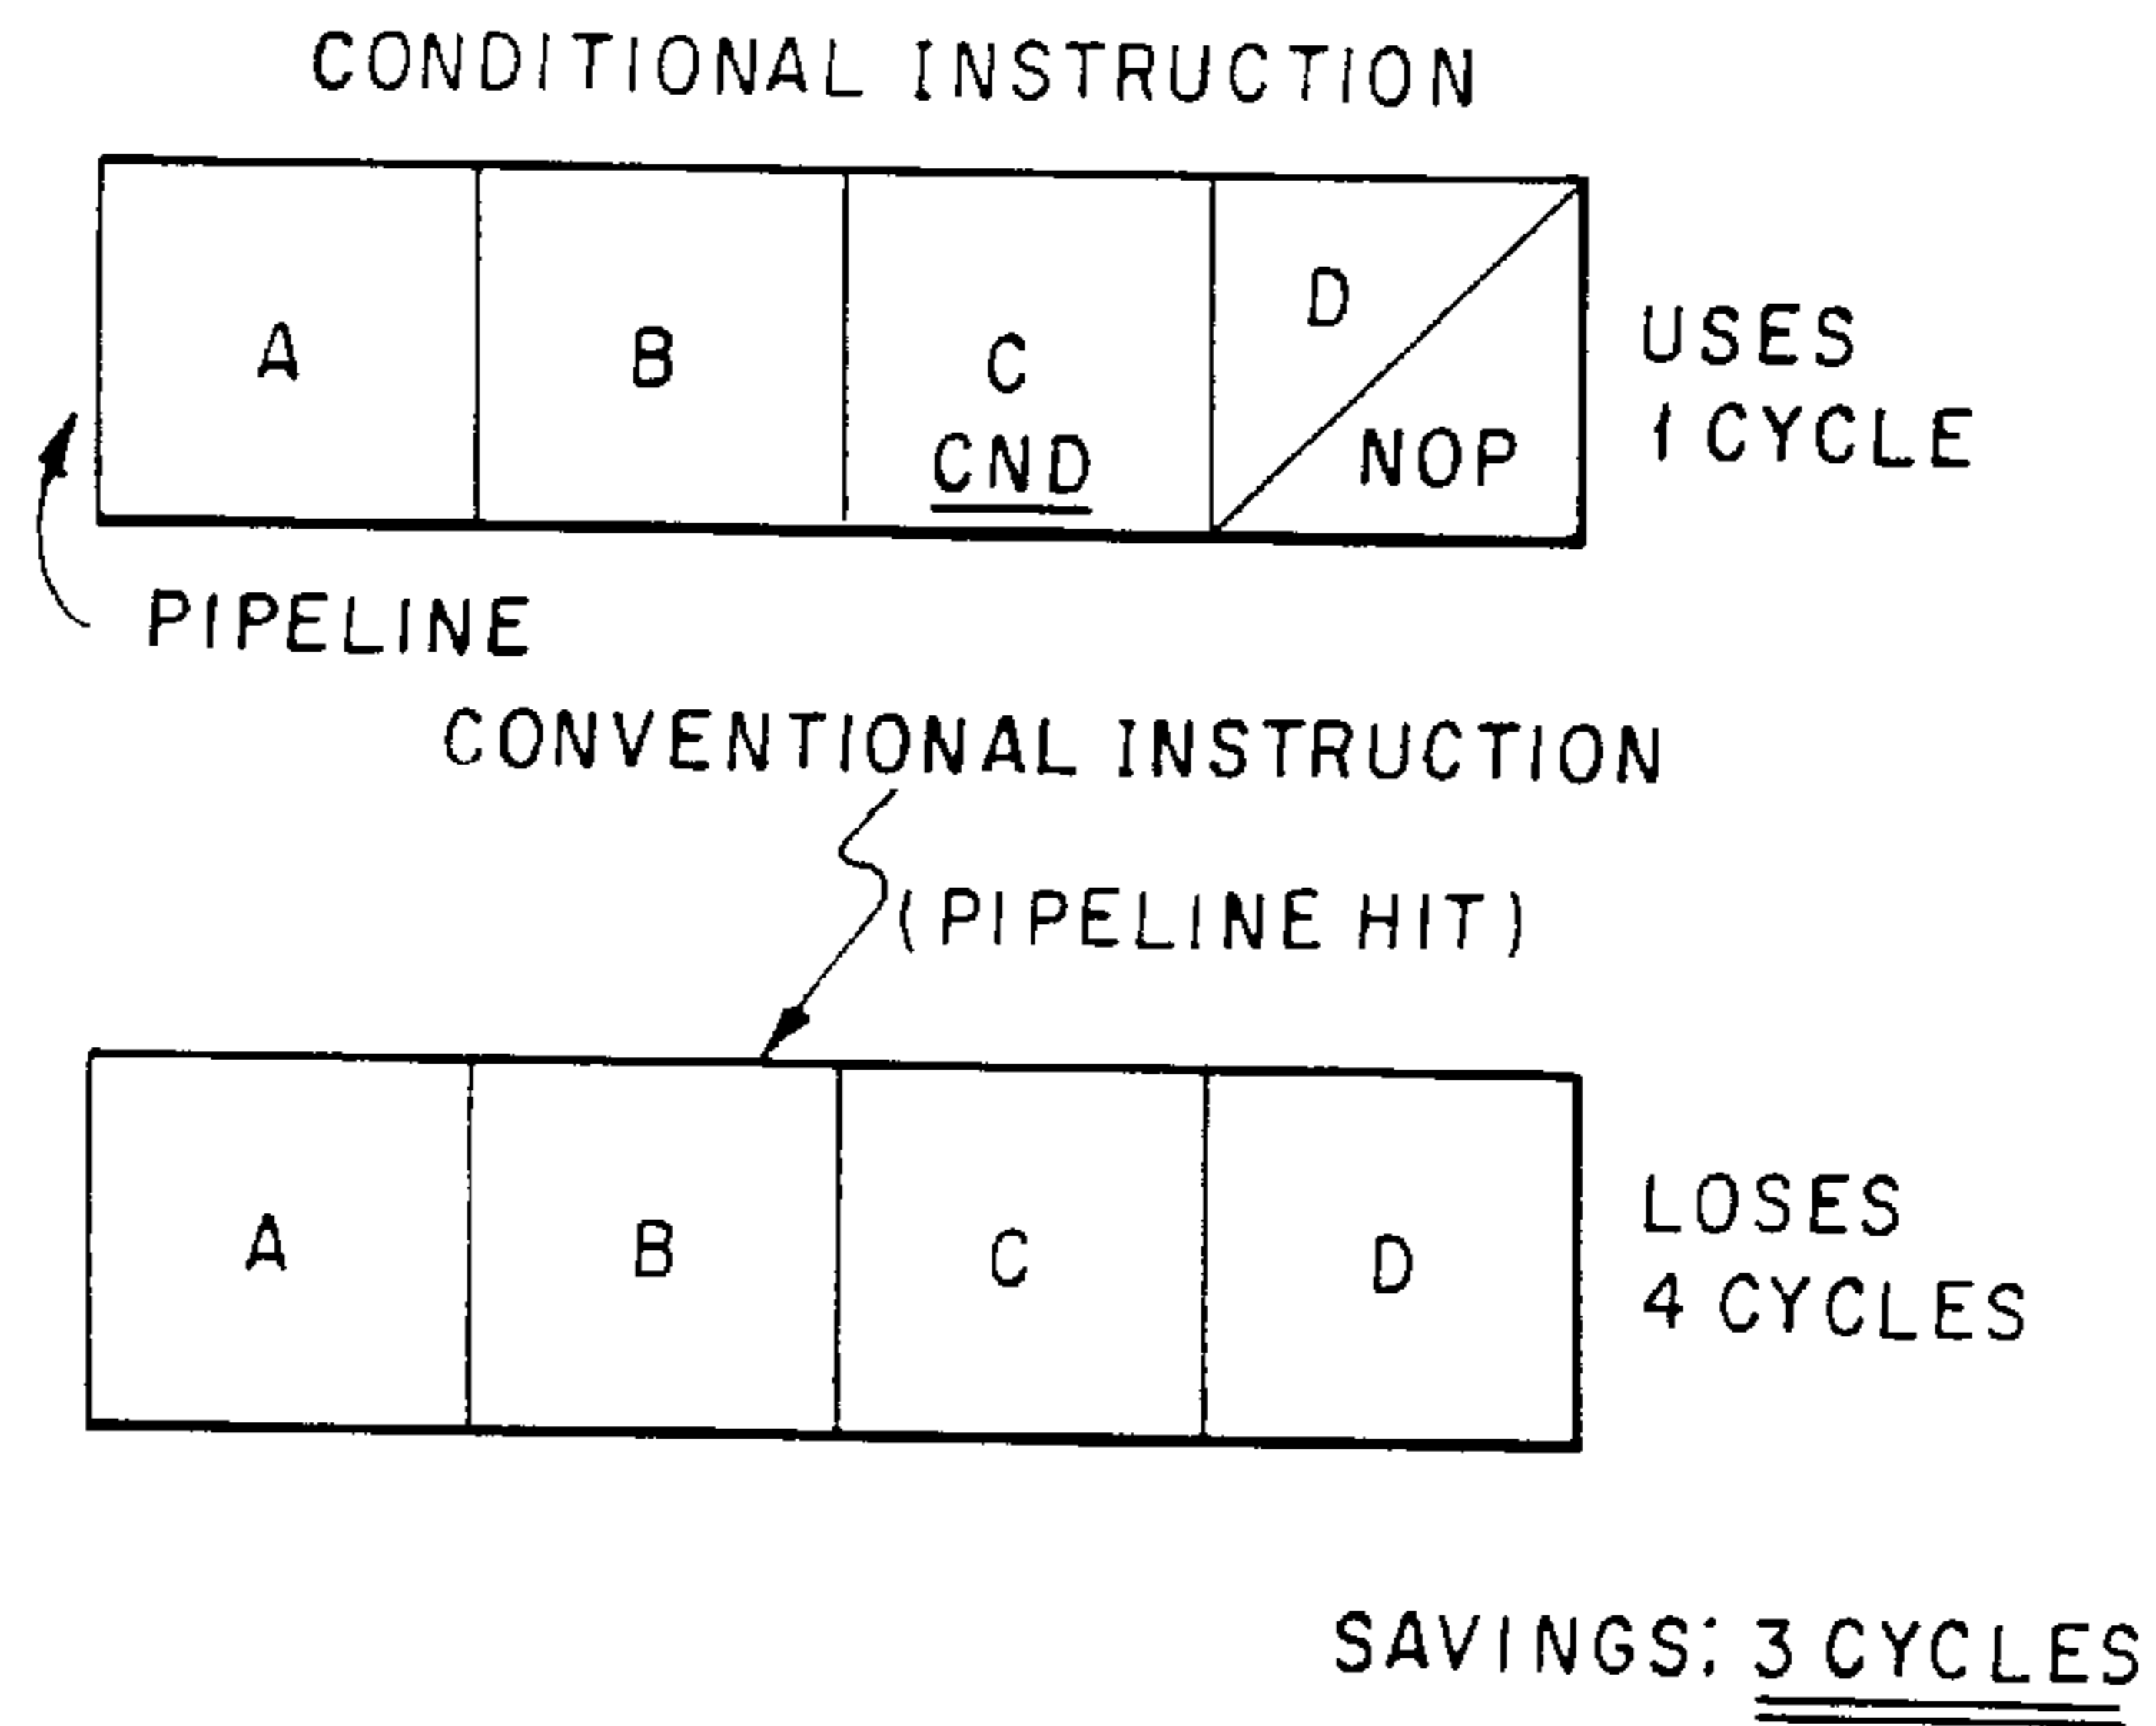 CONDITIONAL INSTRUCTION
A
B
C
CND
D
NOP
USES
1 CYCLE
PIPELINE
CONVENTIONAL INSTRUCTION
(PIPELINE HIT)
A
B
C
D
LOSES
4 CYCLES
SAVINGS: 3 CYCLES